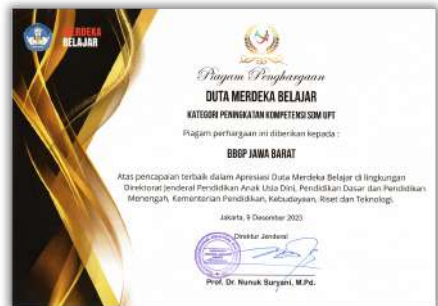 MERDEKA
BELAJAR
Piagam Penghargaan
DUTA MERDEKA BELAJAR
KATEGORI PENINGKATAN KOMPETENSI SDM UPT
Piagam perhargaan ini diberikan kepada :
BBGP JAWA BARAT
Atas pencapaian terbaik dalam Apresiasi Duta Merdeka Belajar di lingkungan
Direktorat Jenderal Pendidikan Anak Usia Dini, Pendidikan Dasar dan Pendidikan
Menengah, Kementerian Pendidikan, Kebudayaan, Riset dan Teknologi.
Jakarta, 9 Desember 2023
Direktur Jenderal
Prof. Dr. Nunuk Suryani, M.Pd.